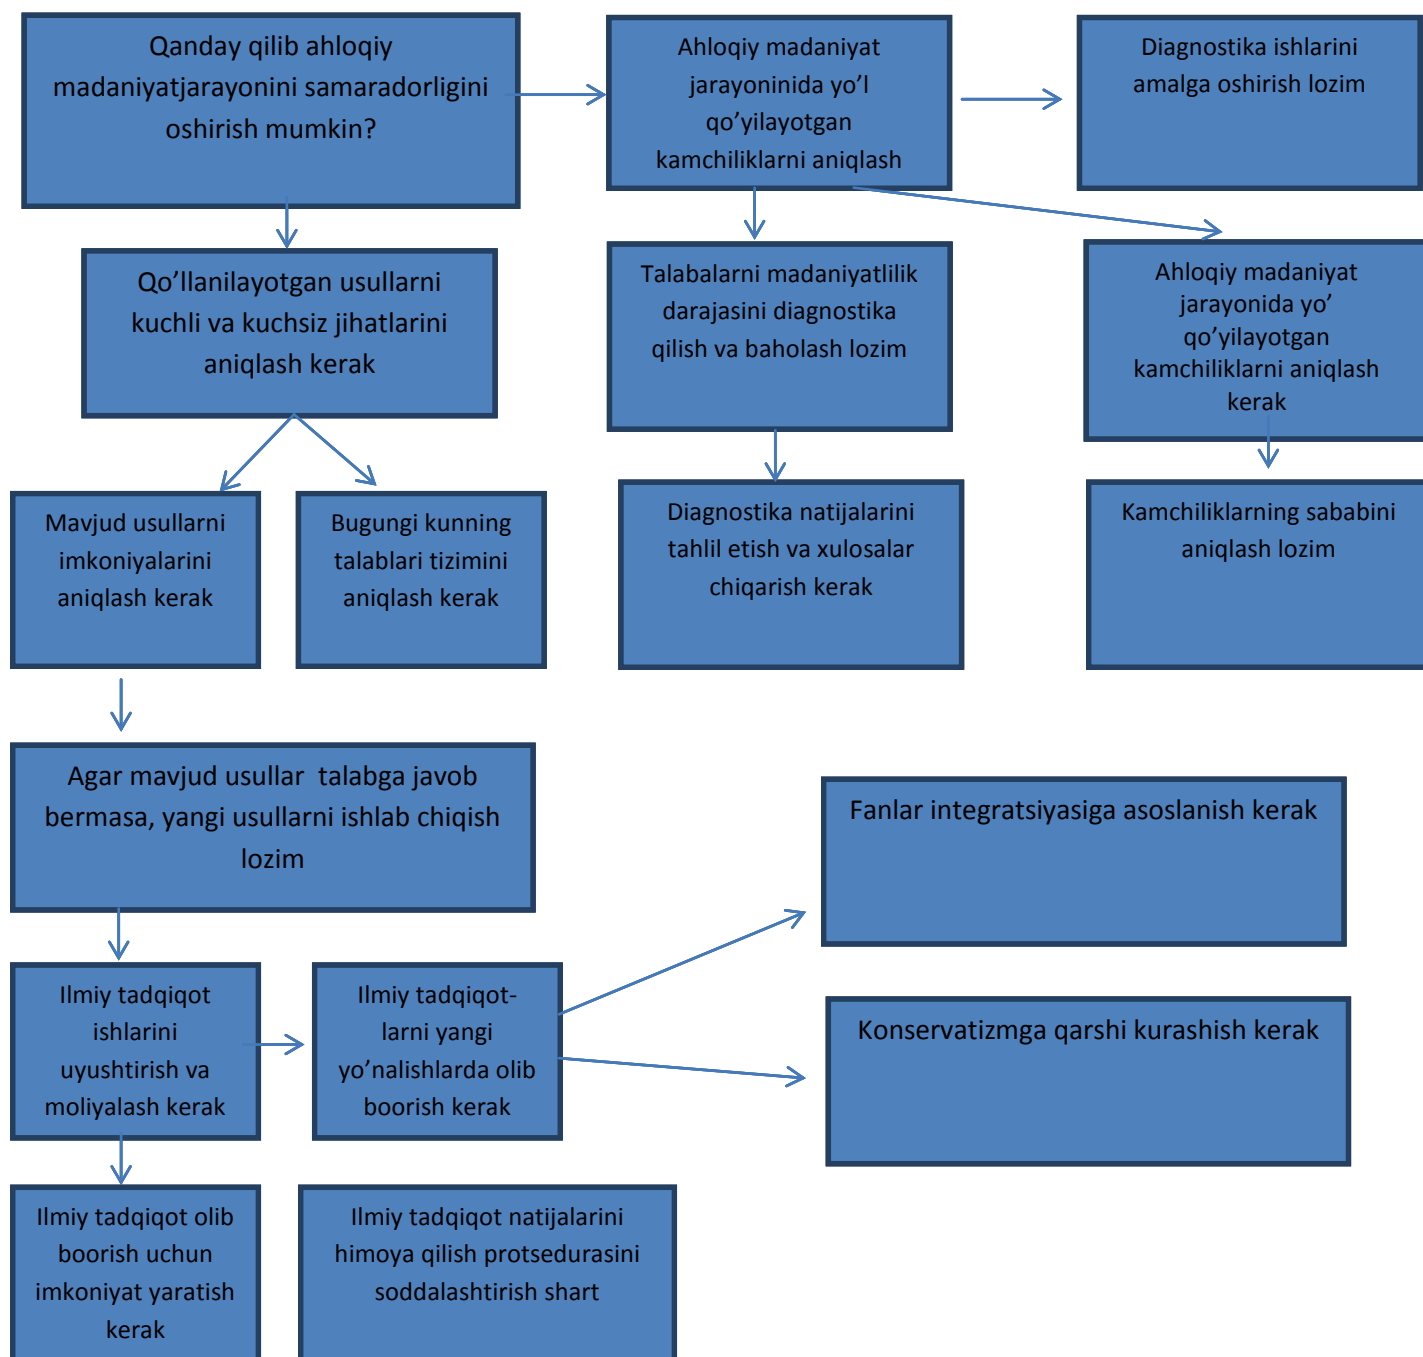 Qanday qilib ahloqiy
madaniyatjarayonini samaradorligini
oshirish mumkin?
Ahloqiy madaniyat
jarayoninida yo’l
qo’yilayotgan
kamchiliklarni aniqlash
Diagnostika ishlarini
amalga oshirish lozim
Qo’llanilayotgan usullarni
kuchli va kuchsiz jihatlarini
aniqlash kerak
Talabalarni madaniyatlilik
darajasini diagnostika
qilish va baholash lozim
Ahloqiy madaniyat
jarayonida yo’
qo’yilayotgan
kamchiliklarni aniqlash
kerak
Mavjud usullarni
imkoniyalarini
aniqlash kerak
Bugungi kunning
talablari tizimini
aniqlash kerak
Diagnostika natijalarini
tahlil etish va xulosalar
chiqarish kerak
Kamchiliklarning sababini
aniqlash lozim
Agar mavjud usullar talabga javob
bermasa, yangi usullarni ishlab chiqish
lozim
Fanlar integratsiyasiga asoslanish kerak
Ilmiy tadqiqot
ishlarini
uyushtirish va
moliyalash kerak
Ilmiy tadqiqot-
larni yangi
yo’nalishlarda olib
boorish kerak
Konservatizmga qarshi kurashish kerak
Ilmiy tadqiqot olib
boorish uchun
imkoniyat yaratish
kerak
Ilmiy tadqiqot natijalarini
himoya qilish protsedurasini
soddalashtirish shart